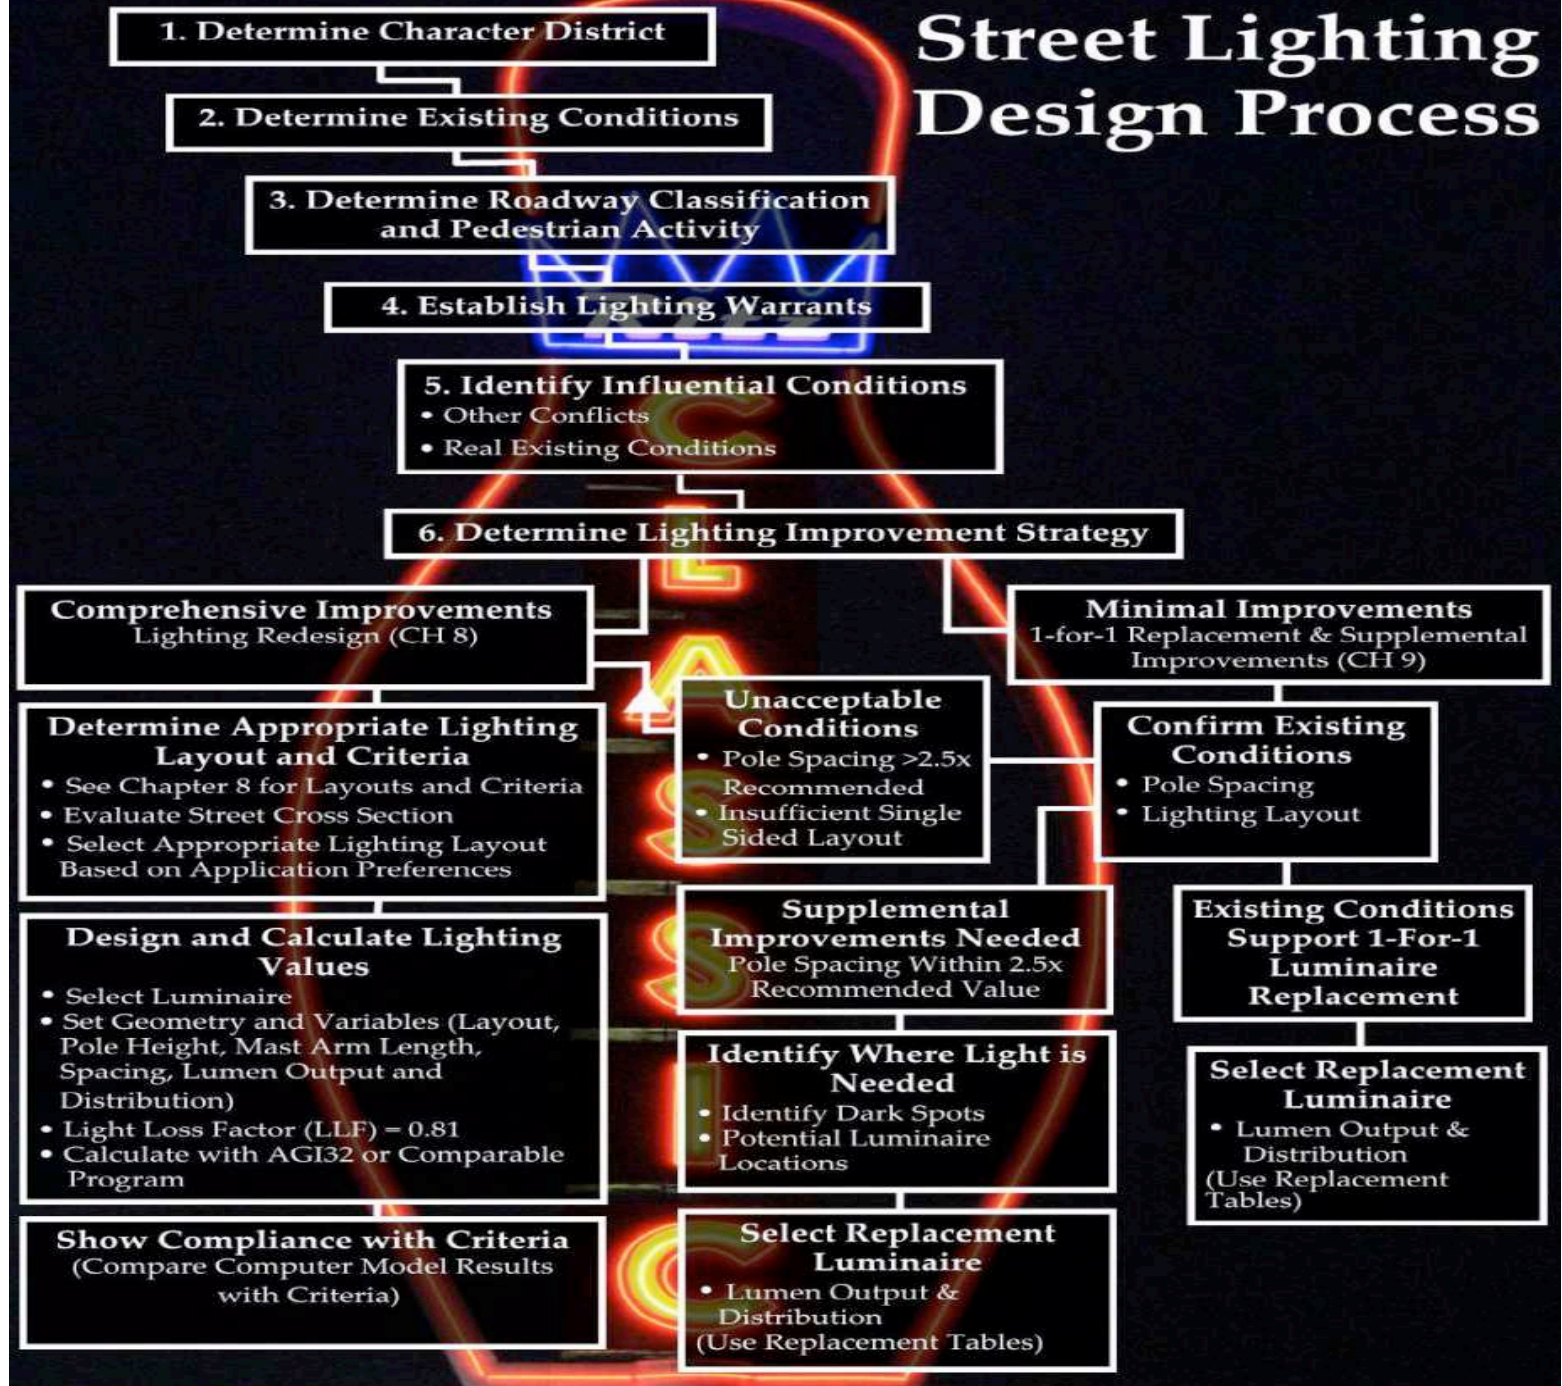 Street Lighting
Design Process
1. Determine Character District
2. Determine Existing Conditions
3. Determine Roadway Classification
and Pedestrian Activity
4. Establish Lighting Warrants
Ritz
5. Identify Influential Conditions
• Other Conflicts
• Real Existing Conditions
6. Determine Lighting Improvement Strategy
Comprehensive Improvements
Lighting Redesign (CH 8)
Determine Appropriate Lighting
Layout and Criteria
• See Chapter 8 for Layouts and Criteria
• Evaluate Street Cross Section
• Select Appropriate Lighting Layout
Based on Application Preferences
Design and Calculate Lighting
Values
• Select Luminaire
• Set Geometry and Variables (Layout,
Pole Height, Mast Arm Length,
Spacing, Lumen Output and
Distribution)
• Light Loss Factor (LLF) = 0.81
• Calculate with AGI32 or Comparable
Program
Show Compliance with Criteria
(Compare Computer Model Results
with Criteria)
Minimal Improvements
1-for-1 Replacement & Supplemental
Improvements (CH 9)
Unacceptable
Conditions
• Pole Spacing >2.5x
Recommended
• Insufficient Single
Sided Layout
Confirm Existing
Conditions
• Pole Spacing
• Lighting Layout
Supplemental
Improvements Needed
Pole Spacing Within 2.5x
Recommended Value
Identify Where Light is
Needed
• Identify Dark Spots
• Potential Luminaire
Locations
Select Replacement
Luminaire
• Lumen Output &
Distribution
(Use Replacement Tables)
Existing Conditions
Support 1-For-1
Luminaire
Replacement
Select Replacement
Luminaire
• Lumen Output &
Distribution
(Use Replacement
Tables)
C
L
A
S
S
I
C